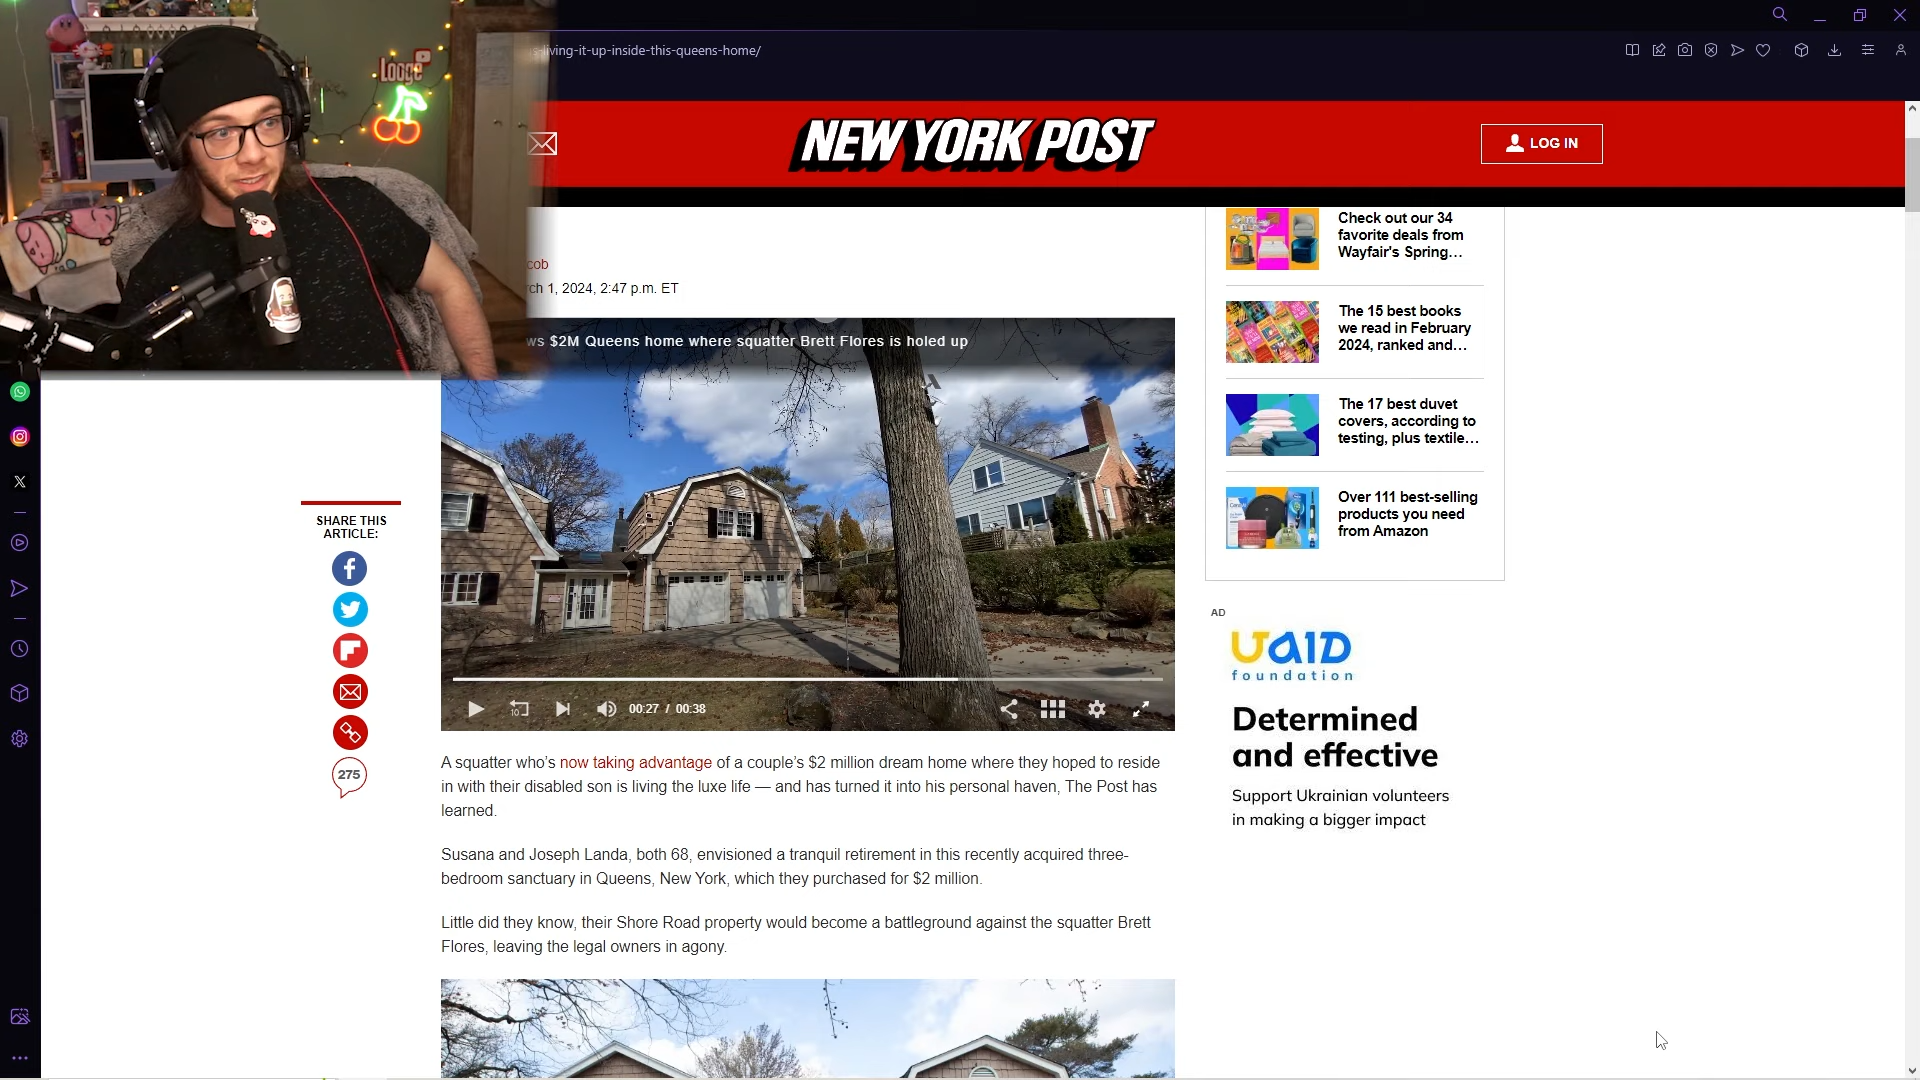 Looge
s-living-it-up-inside-this-queens-home/
NEW YORK POST
LOG IN
cob
rch 1, 2024, 2:47 p.m. ET
ws $2M Queens home where squatter Brett Flores is holed up
10
00:27 / 00:38
SHARE THIS
ARTICLE:
275
A squatter who's now taking advantage of a couple's $2 million dream home where they hoped to reside
in with their disabled son is living the luxe life — and has turned it into his personal haven, The Post has
learned.
Susana and Joseph Landa, both 68, envisioned a tranquil retirement in this recently acquired three-
bedroom sanctuary in Queens, New York, which they purchased for $2 million.
Little did they know, their Shore Road property would become a battleground against the squatter Brett
Flores, leaving the legal owners in agony.
Check out our 34
favorite deals from
Wayfair's Spring...
The 15 best books
we read in February
2024, ranked and...
The 17 best duvet
covers, according to
testing, plus textile...
Over 111 best-selling
products you need
from Amazon
AD
UAID
foundation
Determined
and effective
Support Ukrainian volunteers
in making a bigger impact